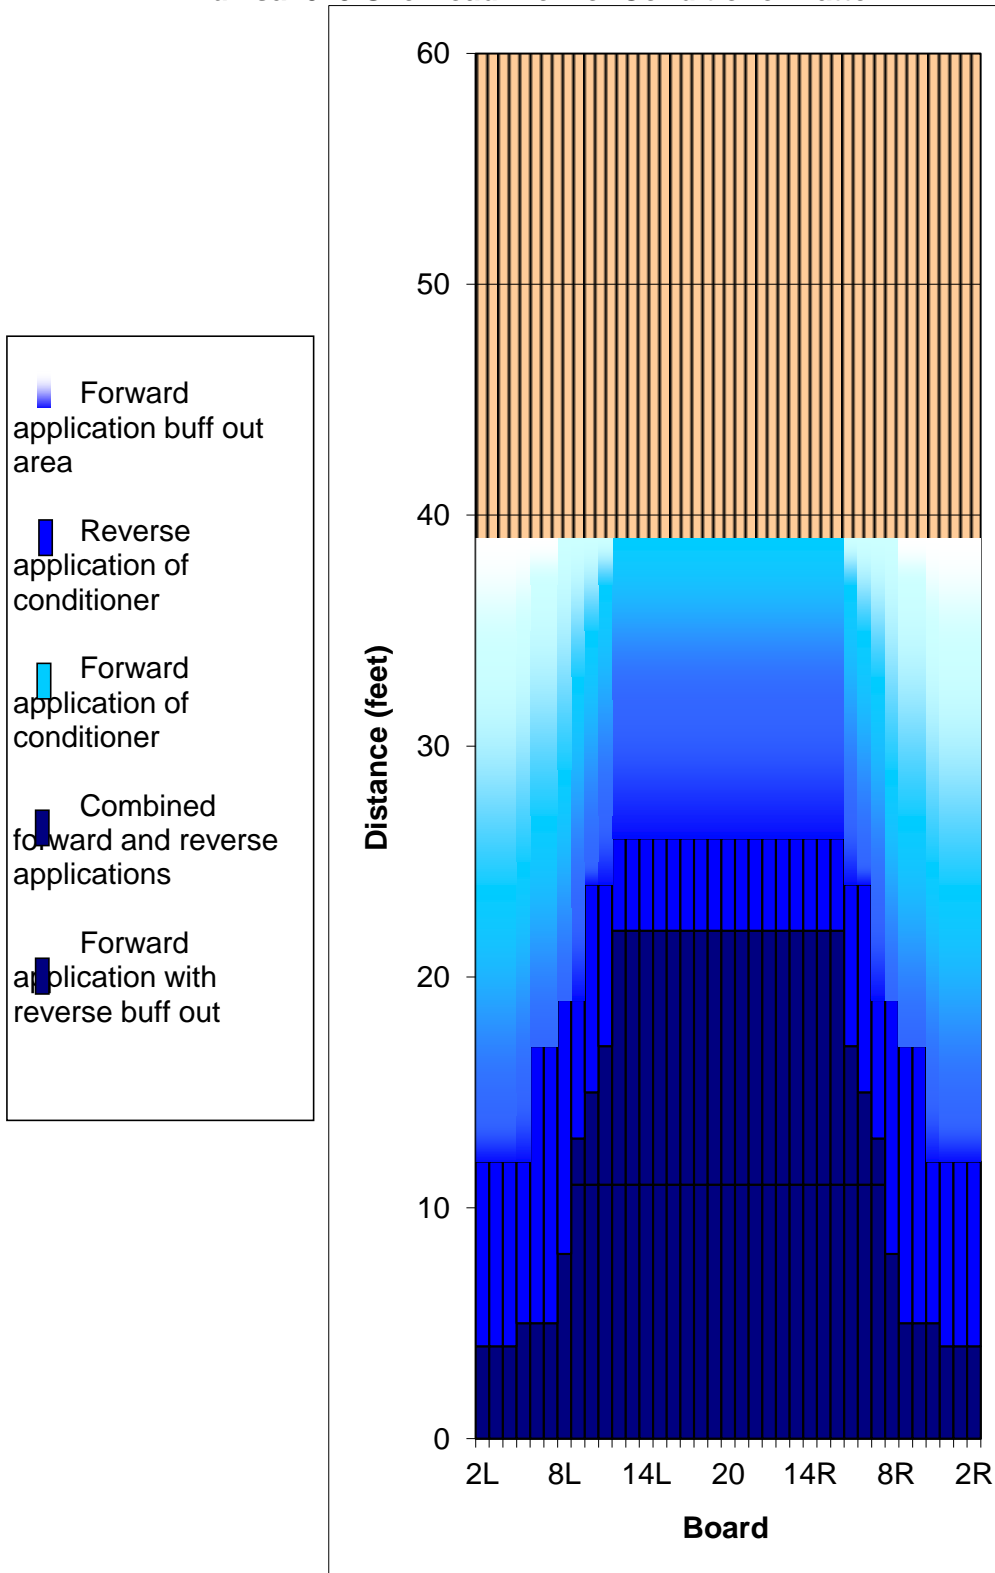 60
50
40
30
20
10
0
Distance (feet)
2L 8L 14L 20 14R 8R 2R
Board
Forward
application buff out
area
Reverse
application of
conditioner
Forward
application of
conditioner
Combined
forward and reverse
applications
Forward
application with
reverse buff out